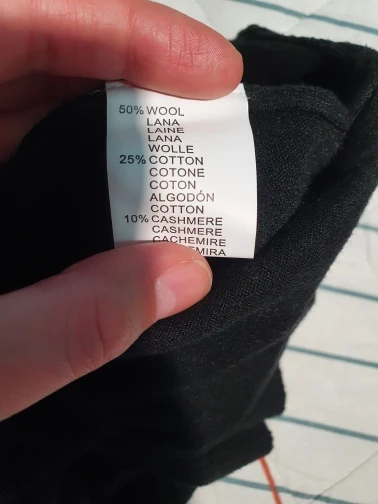 50% WOOL
LANA
LAINE
LANA
WOLLE
25% COTTON
COTONE
COTON
ALGODÓN
COTTON
10% CASHMERE
CASHMERE
CACHEMIRE